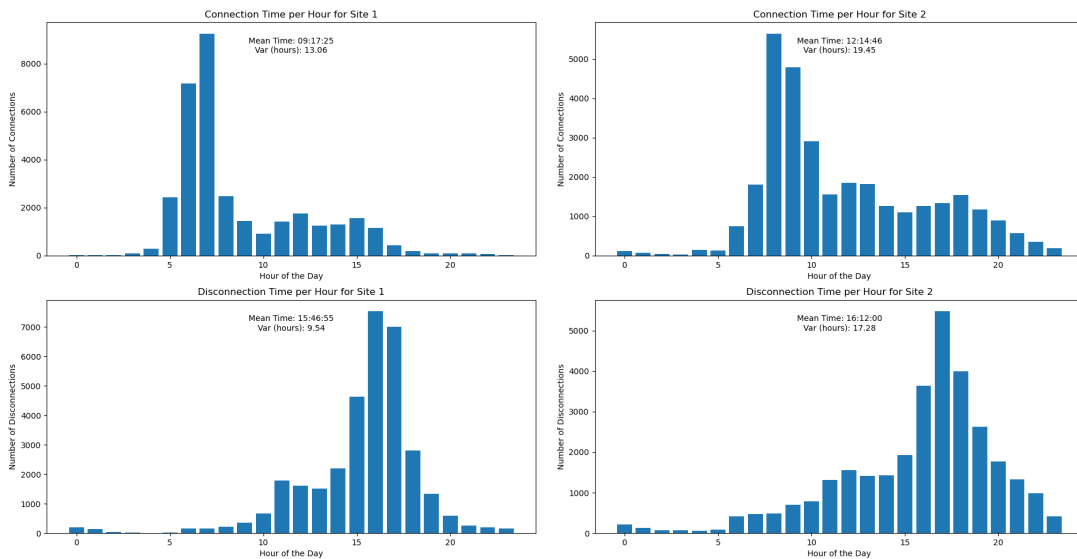 Connection Time per Hour for Site 1
Mean Time: 09:17:25
Var (hours): 13.06
Number of Connections
8000
6000
4000
2000
0
0 5 10 15 20
Hour of the Day
Connection Time per Hour for Site 2
Mean Time: 12:14:46
Var (hours): 19.45
Number of Connections
5000
4000
3000
2000
1000
0
0 5 10 15 20
Hour of the Day
Disconnection Time per Hour for Site 1
Mean Time: 15:46:55
Var (hours): 9.54
Number of Disconnections
7000
6000
5000
4000
3000
2000
1000
0
0 5 10 15 20
Hour of the Day
Disconnection Time per Hour for Site 2
Mean Time: 16:12:00
Var (hours): 17.28
Number of Disconnections
5000
4000
3000
2000
1000
0
0 5 10 15 20
Hour of the Day